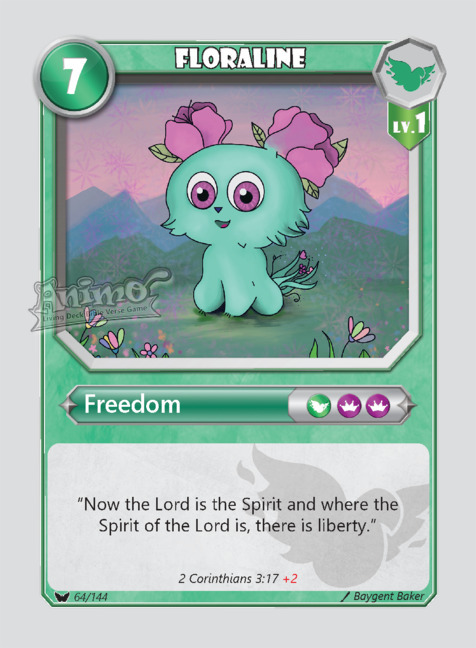 FLORALINE
7
LV.1
Animos
Living Deck
Verse Game
Freedom
"Now the Lord is the Spirit and where the
Spirit of the Lord is, there is liberty."
2 Corinthians 3:17 +2
64/144
Baygent Baker